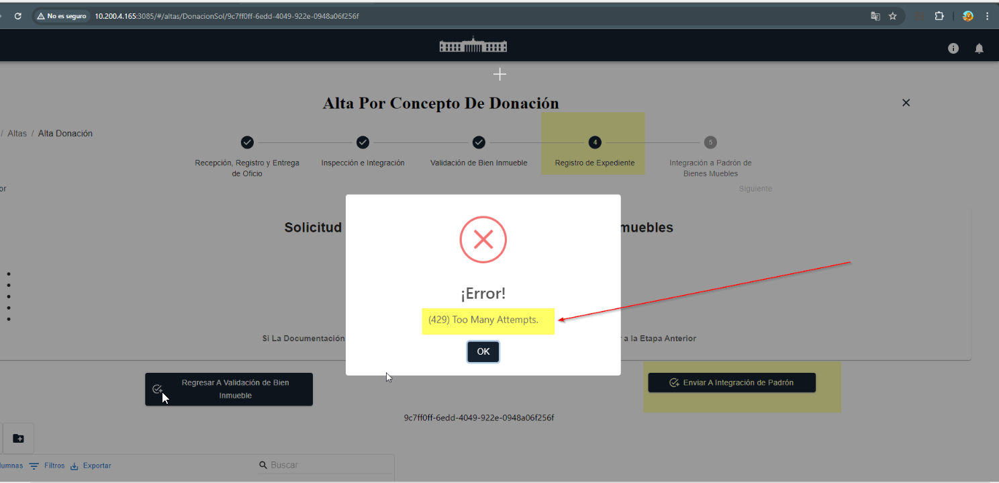 No es seguro 10.200.4.165:3085/#/altas/DonacionSol/9c7ff0ff-6edd-4049-922e-0948a06f256f
Alta Por Concepto De Donación
/ Altas / Alta Donación
4
5
Recepción, Registro y Entrega
de Oficio
Inspección e Integración
Validación de Bien Inmueble
Registro de Expediente
Integración a Padrón de
Bienes Muebles
or
Siguiente
Solicitud
muebles
¡Error!
(429) Too Many Attempts.
Si La Documentación
r a la Etapa Anterior
OK
Regresar A Validación de Bien
Inmueble
Enviar A Integración de Padrón
9c7ff0ff-6edd-4049-922e-0948a06f256f
lumnas Filtros Exportar
Buscar